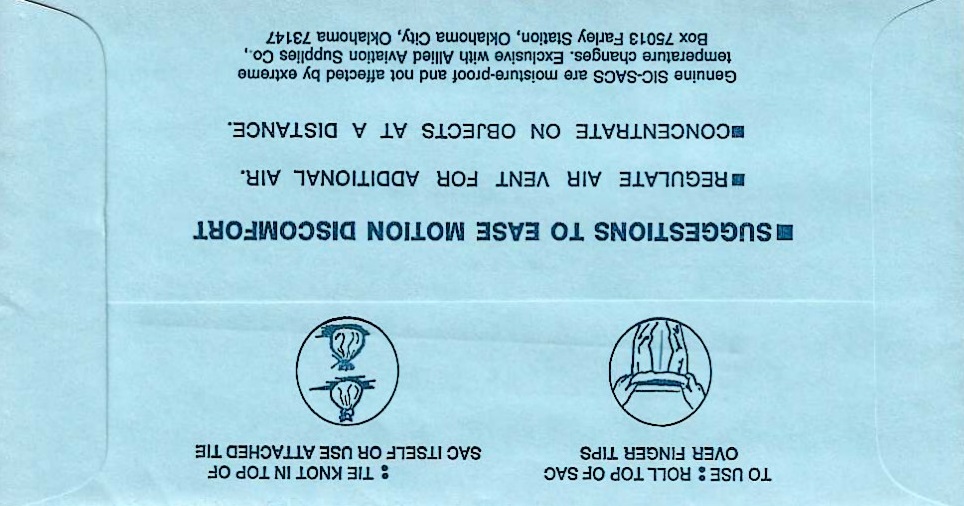 TO USE : ROLL TOP OF SAC
OVER FINGER TIPS
: TIE KNOT IN TOP OF
SAC ITSELF OR USE ATTACHED TIE
■ SUGGESTIONS TO EASE MOTION DISCOMFORT
■ REGULATE AIR VENT FOR ADDITIONAL AIR.
■ CONCENTRATE ON OBJECTS AT A DISTANCE.
Genuine SIC-SACS are moisture-proof and not affected by extreme
temperature changes. Exclusive with Allied Aviation Supplies Co.,
Box 75013 Farley Station, Oklahoma City, Oklahoma 73147